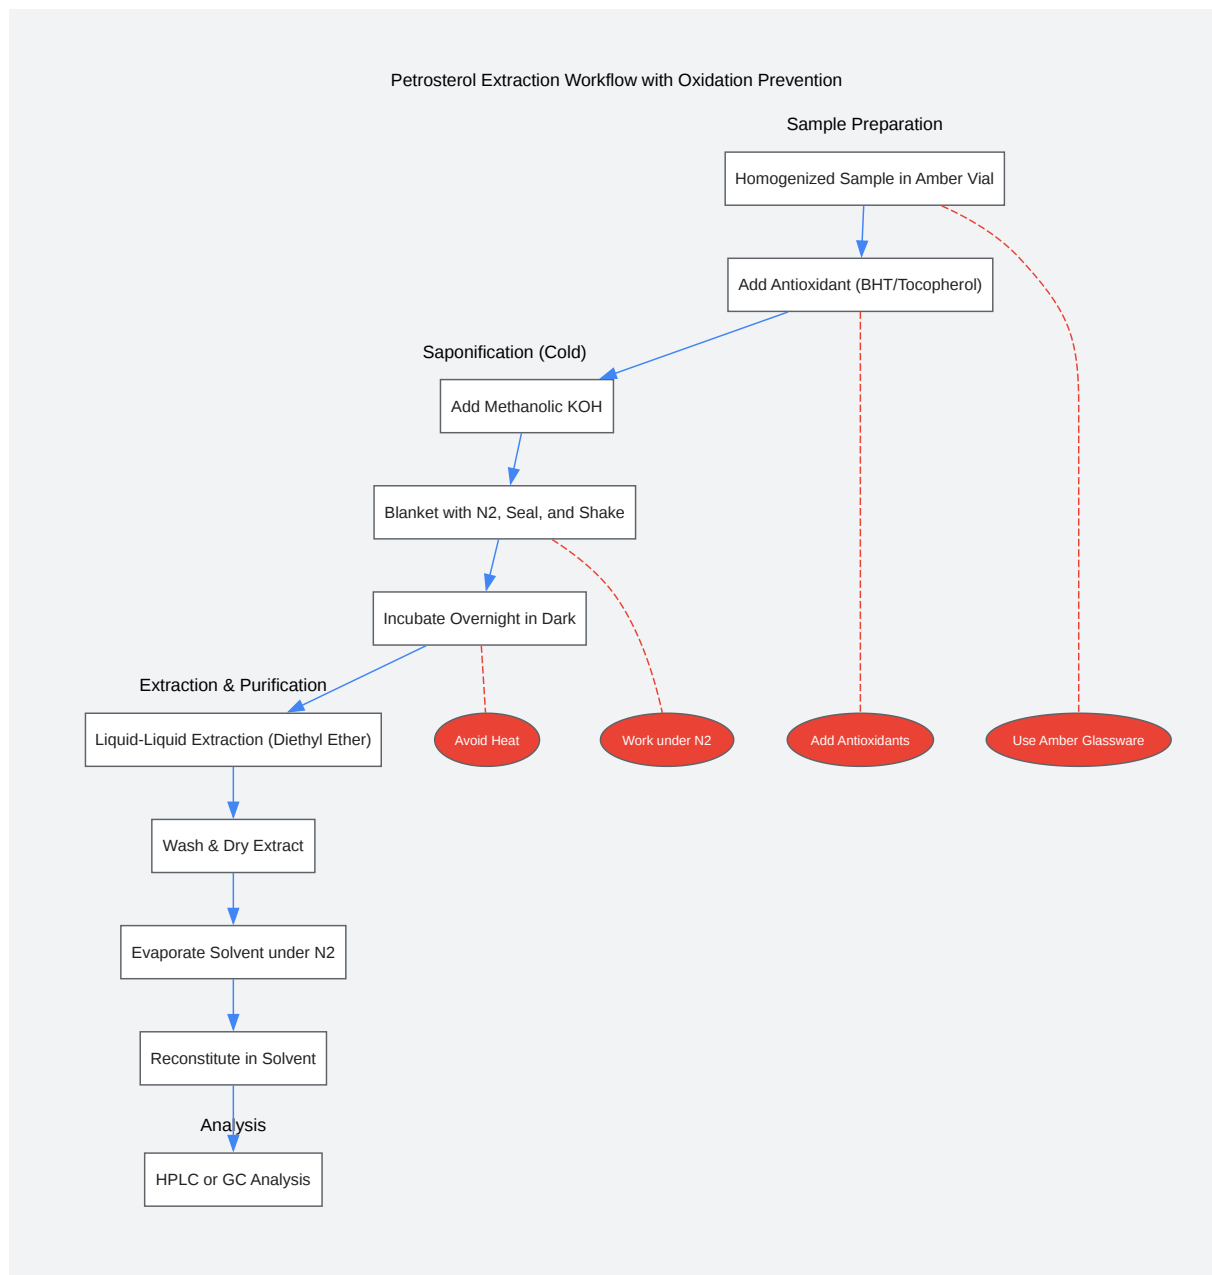 Petrosterol Extraction Workflow with Oxidation Prevention
Sample Preparation
Homogenized Sample in Amber Vial
Add Antioxidant (BHT/Tocopherol)
Saponification (Cold)
Add Methanolic KOH
Blanket with N2, Seal, and Shake
Incubate Overnight in Dark
Extraction & Purification
Liquid-Liquid Extraction (Diethyl Ether)
Avoid Heat
Work under N2
Add Antioxidants
Use Amber Glassware
Wash & Dry Extract
Evaporate Solvent under N2
Reconstitute in Solvent
Analysis
HPLC or GC Analysis